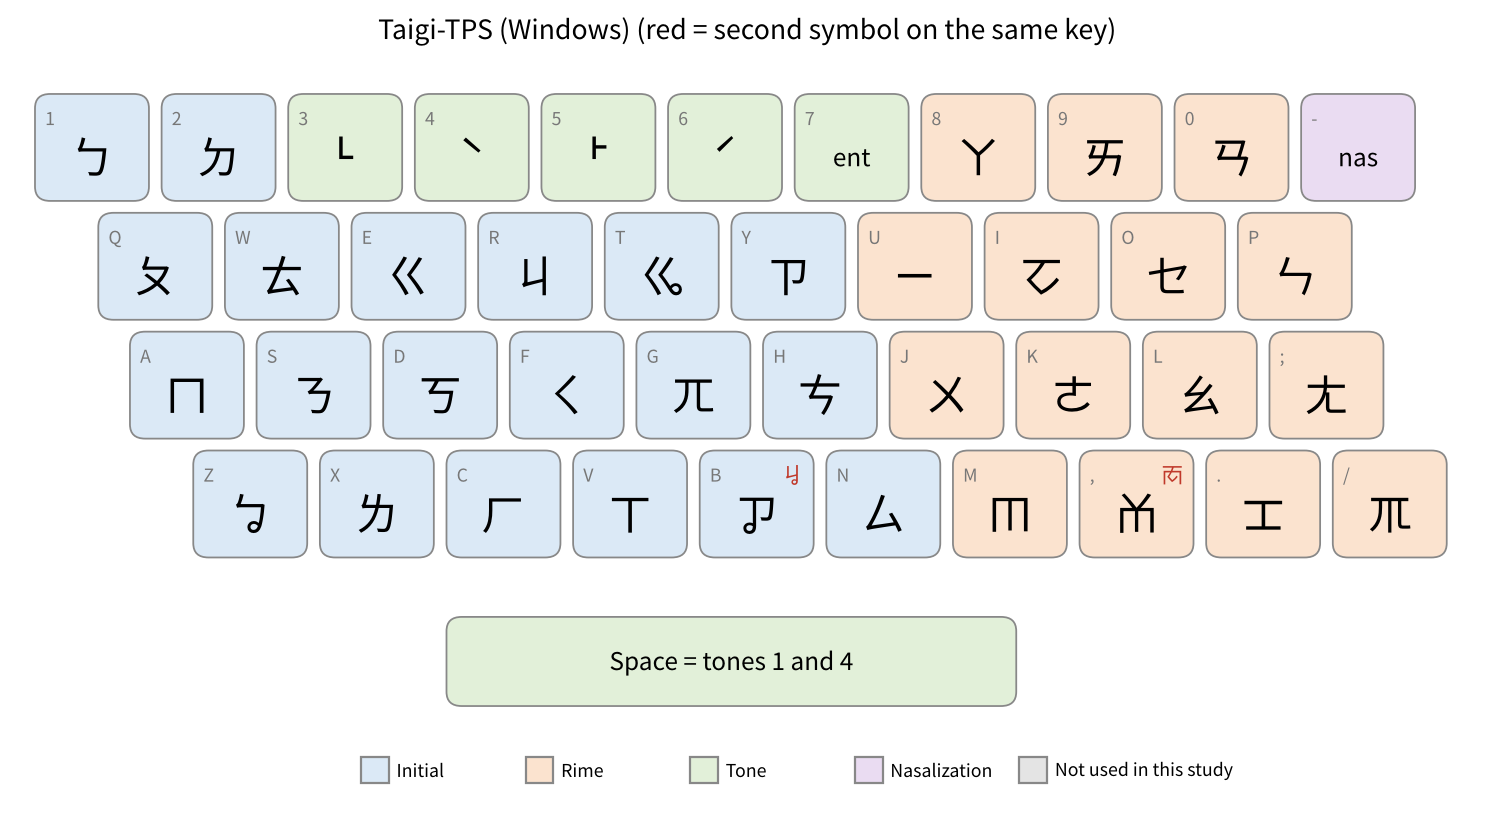 Taigi-TPS (Windows) (red = second symbol on the same key)
1 ㄅ 2 ㄉ 3 ㄴ 4 ˋ 5 ㅏ 6 ˊ 7 ent 8 ㄚ 9 ㄞ 0 ㄢ - nas
Q ㄆ W ㄊ E ㄍ R ㄐ T ㆣ Y ㄗ U ㄧ I ㆦ O ㆤ P ㄣ
A ㄇ S ㄋ D ㄎ F ㄑ G ㄫ H ㄘ J ㄨ K ㄜ L ㄠ ; ㄤ
Z ㆠ X ㄌ C ㄏ V ㄒ B ㆡ ㆢ N ㄙ M ㆬ , ㆰ ㆱ . ㆲ / ㆭ
Space = tones 1 and 4
Initial Rime Tone Nasalization Not used in this study